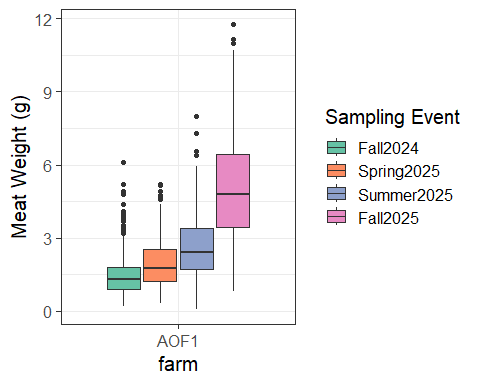 12
9
6
3
0
Meat Weight (g)
AOF1
farm
Sampling Event
Fall2024
Spring2025
Summer2025
Fall2025